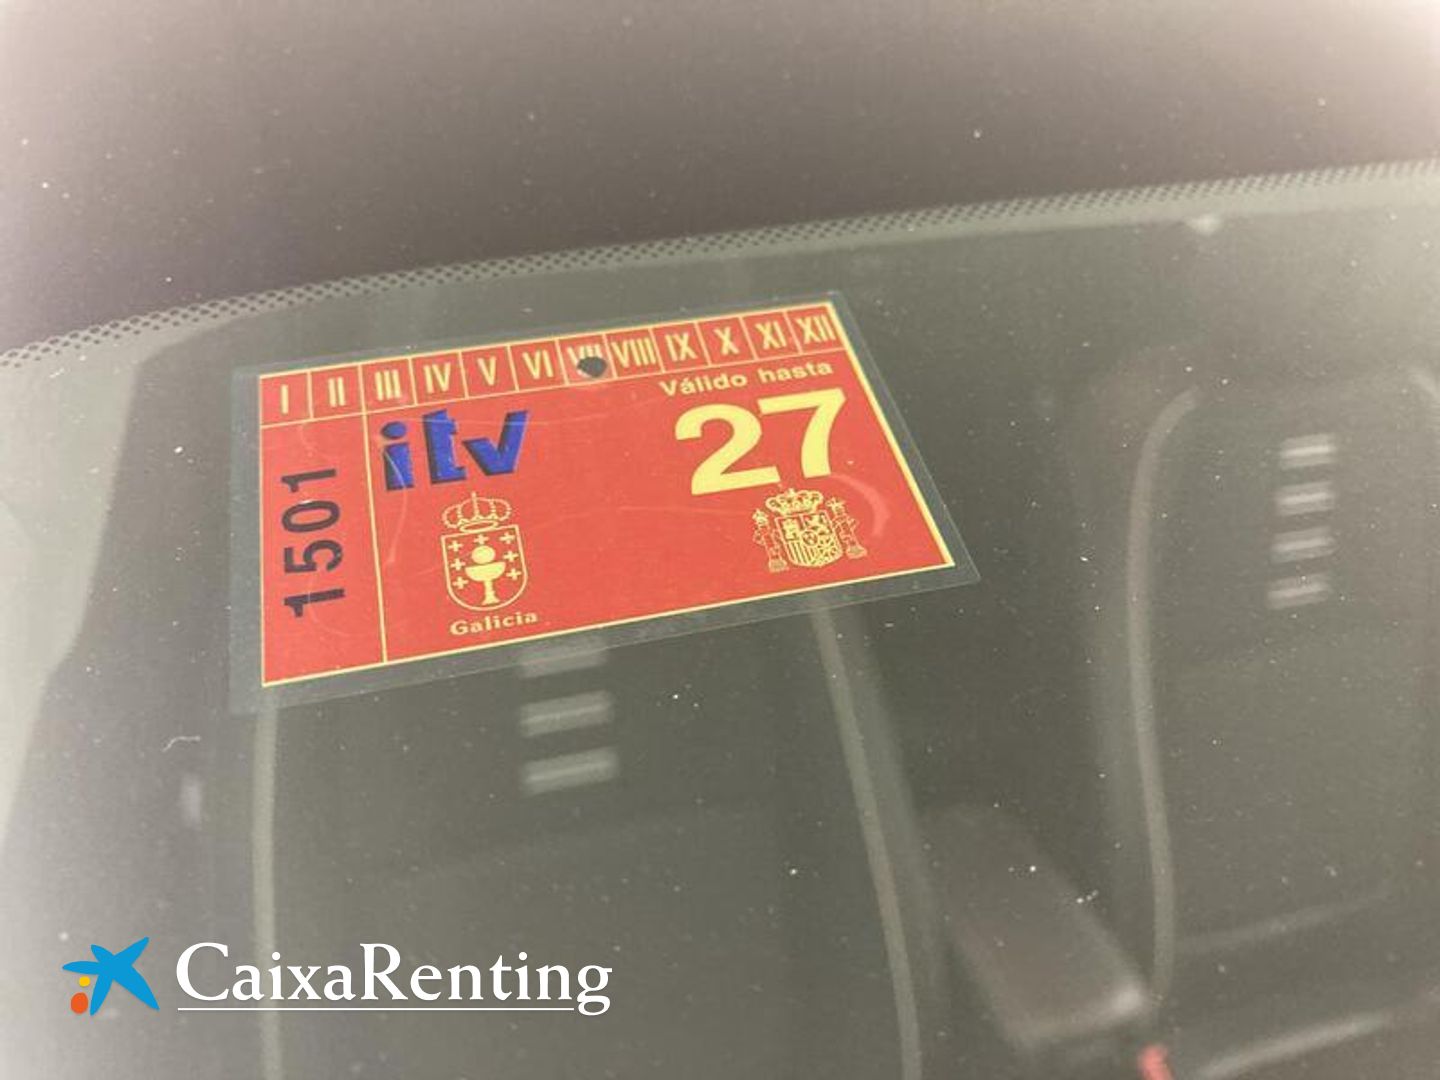 I II III IV V VI VII VIII IX X XI XII
Válido hasta
itv
27
1501
Galicia
CaixaRenting